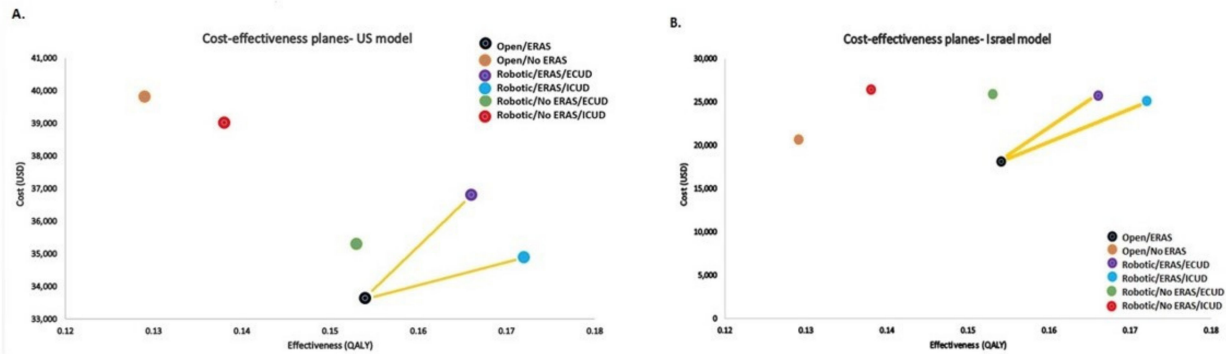 A.
Cost-effectiveness planes- US model
Open/ERAS
Open/No ERAS
Robotic/ERAS/ECUD
Robotic/ERAS/ICUD
Robotic/No ERAS/ECUD
Robotic/No ERAS/ICUD
41,000
40,000
39,000
38,000
37,000
36,000
35,000
34,000
33,000
Cost (USD)
0.12
0.13
0.14
0.15
0.16
0.17
0.18
Effectiveness (QALY)
B.
Cost-effectiveness planes- Israel model
30,000
25,000
20,000
15,000
10,000
5,000
0
Cost (USD)
Open/ERAS
Open/No ERAS
Robotic/ERAS/ECUD
Robotic/ERAS/ICUD
Robotic/No ERAS/ECUD
Robotic/No ERAS/ICUD
0.12
0.13
0.14
0.15
0.16
0.17
0.18
Effectiveness (QALY)